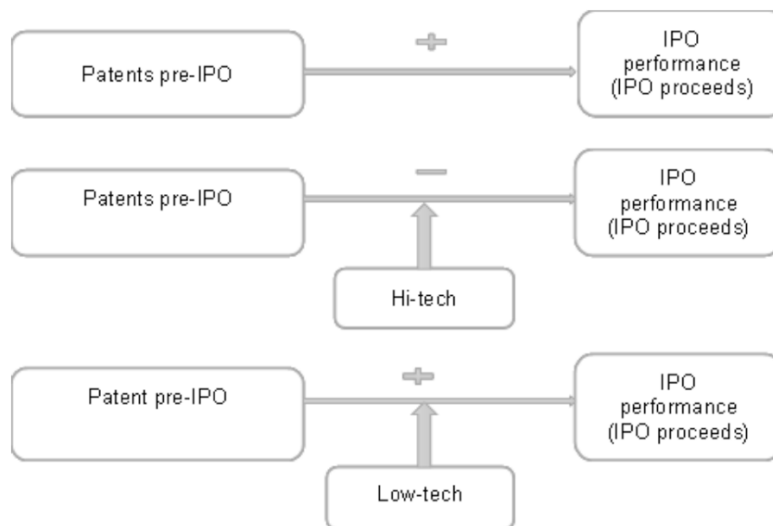 +
Patents pre-IPO
IPO
performance
(IPO proceeds)
−
Patents pre-IPO
IPO
performance
(IPO proceeds)
Hi-tech
+
Patent pre-IPO
IPO
performance
(IPO proceeds)
Low-tech